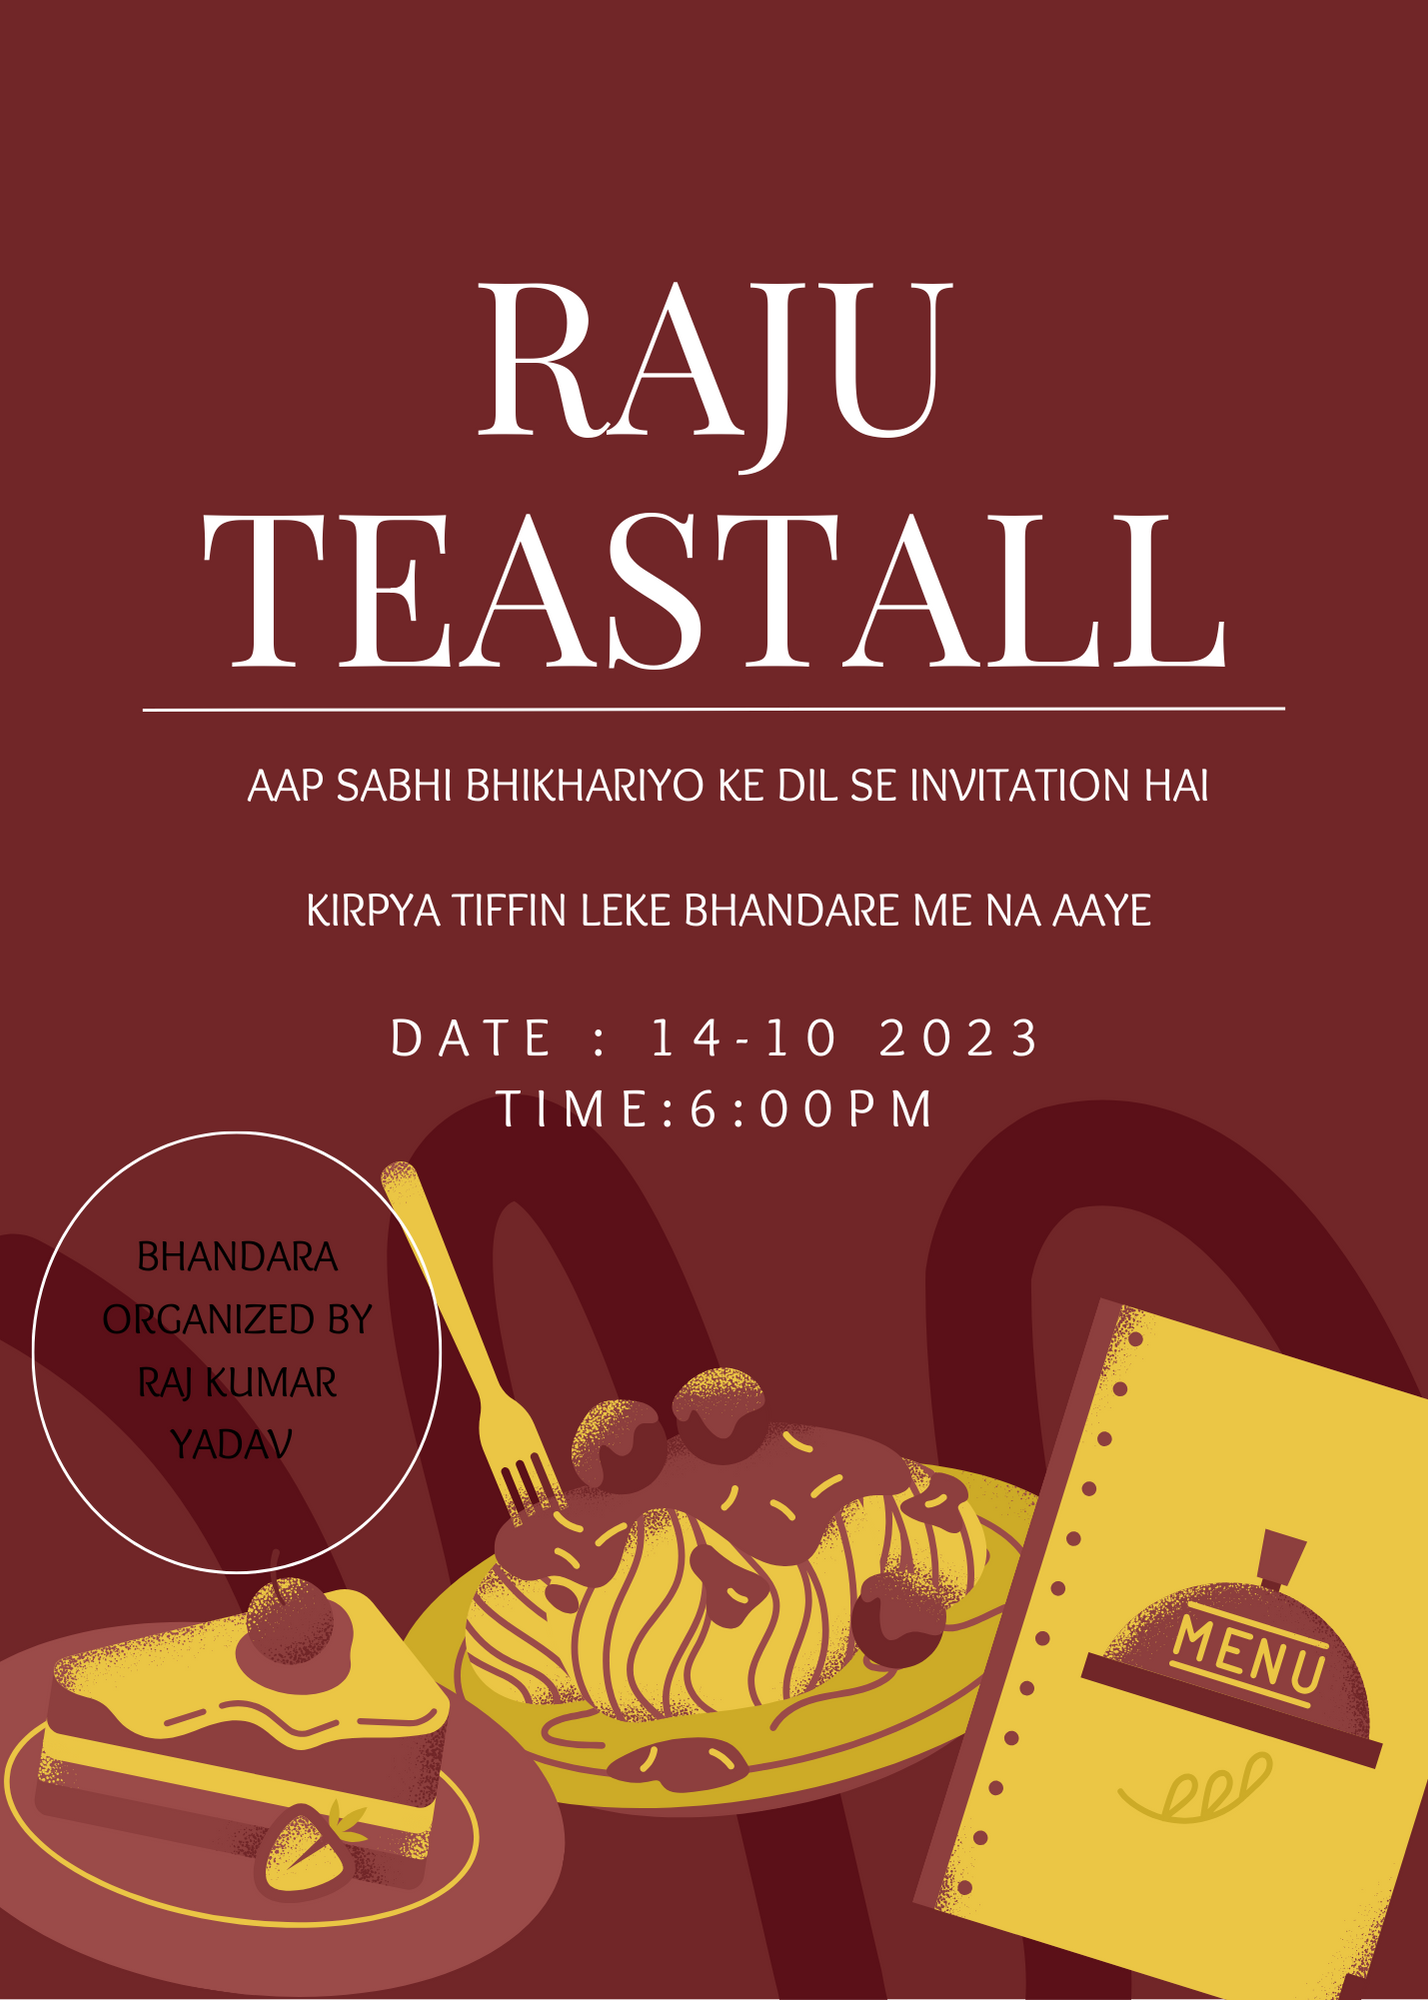 RAJU
TEASTALL
AAP SABHI BHIKHARIYO KE DIL SE INVITATION HAI
KIRPYA TIFFIN LEKE BHANDARE ME NA AAYE
DATE : 14-10 2023
TIME:6:00PM
BHANDARA
ORGANIZED BY
RAJ KUMAR
YADAV
MENU